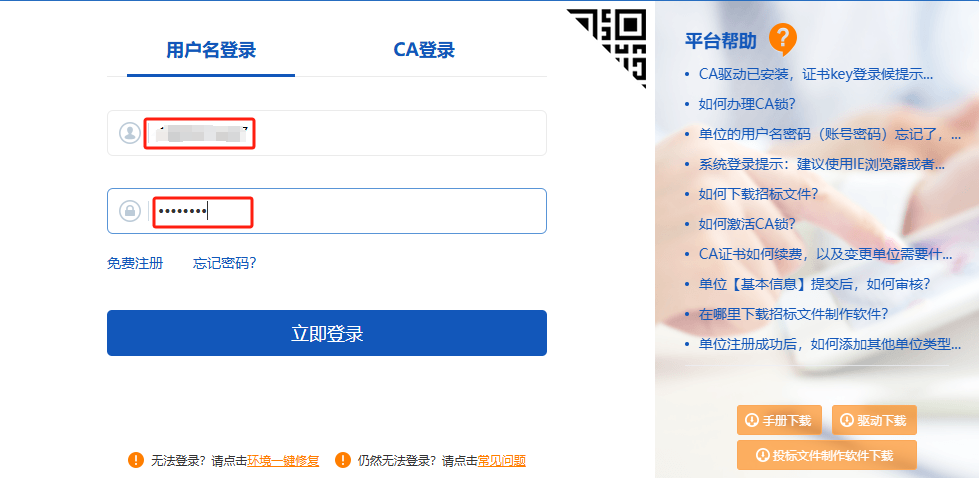 用户名登录
CA登录
••••••••
免费注册
忘记密码?
立即登录
无法登录? 请点击环境一键修复
仍然无法登录? 请点击常见问题
平台帮助
?
• CA驱动已安装，证书key登录候提示...
• 如何办理CA锁?
• 单位的用户名密码（账号密码）忘记了，...
• 系统登录提示：建议使用IE浏览器或者...
• 如何下载招标文件?
• 如何激活CA锁?
• CA证书如何续费，以及变更单位需要什...
• 单位【基本信息】提交后，如何审核?
• 在哪里下载招标文件制作软件?
• 单位注册成功后，如何添加其他单位类型...
手册下载
驱动下载
投标文件制作软件下载